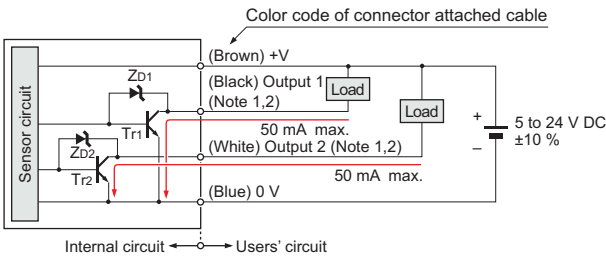 Color code of connector attached cable
(Brown) +V
(Black) Output 1
(Note 1,2)
Load
Load
ZD1
Tr1
50 mA max.
(White) Output 2 (Note 1,2)
50 mA max.
ZD2
Tr2
(Blue) 0 V
Sensor circuit
+
−
5 to 24 V DC
±10 %
Internal circuit
Users' circuit